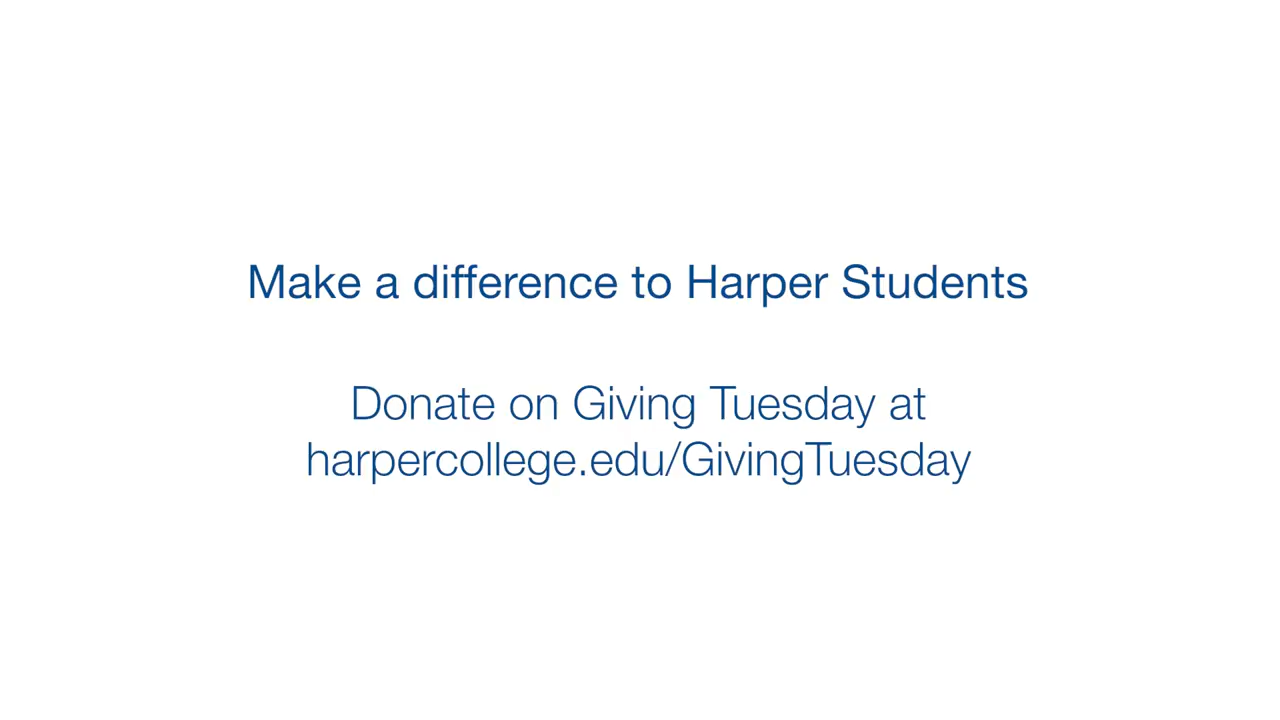 Make a difference to Harper Students
Donate on Giving Tuesday at
harpercollege.edu/GivingTuesday